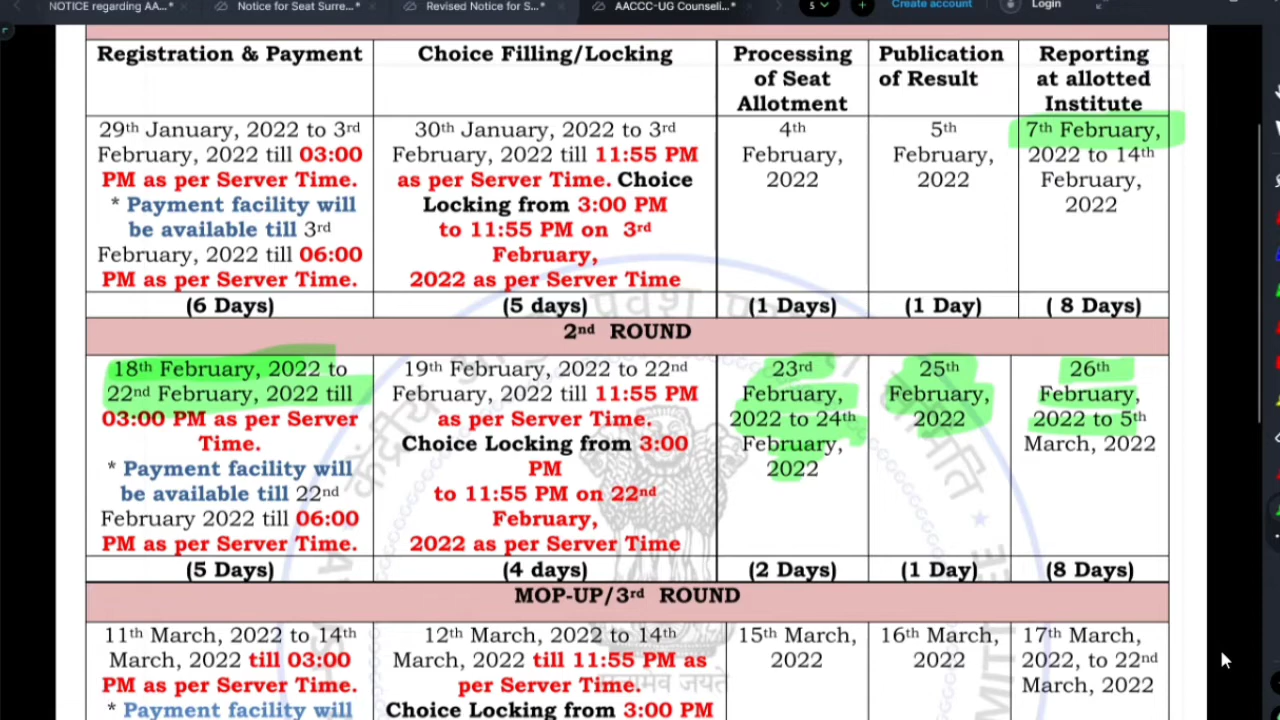 NOTICE regarding AA...*
Notice for Seat Surre...*
Revised Notice for S...*
AACCC-UG Counseli...*
5
Create account
Login
Registration & Payment
Choice Filling/Locking
Processing of Seat Allotment
Publication of Result
Reporting at allotted Institute
29th January, 2022 to 3rd
February, 2022 till 03:00
PM as per Server Time.
* Payment facility will
be available till 3rd
February, 2022 till 06:00
PM as per Server Time.
30th January, 2022 to 3rd
February, 2022 till 11:55 PM
as per Server Time. Choice
Locking from 3:00 PM
to 11:55 PM on 3rd
February,
2022 as per Server Time
4th
February,
2022
5th
February,
2022
7th February,
2022 to 14th
February,
2022
(6 Days)
(5 days)
(1 Days)
(1 Day)
( 8 Days)
2nd ROUND
18th February, 2022 to
22nd February, 2022 till
03:00 PM as per Server
Time.
* Payment facility will
be available till 22nd
February 2022 till 06:00
PM as per Server Time.
19th February, 2022 to 22nd
February, 2022 till 11:55 PM
as per Server Time.
Choice Locking from 3:00
PM
to 11:55 PM on 22nd
February,
2022 as per Server Time
23rd
February,
2022 to 24th
February,
2022
25th
February,
2022
26th
February,
2022 to 5th
March, 2022
(5 Days)
(4 days)
(2 Days)
(1 Day)
(8 Days)
MOP-UP/3rd ROUND
11th March, 2022 to 14th
March, 2022 till 03:00
PM as per Server Time.
* Payment facility will
12th March, 2022 to 14th
March, 2022 till 11:55 PM as
per Server Time.
Choice Locking from 3:00 PM
15th March,
2022
16th March,
2022
17th March,
2022, to 22nd
March, 2022